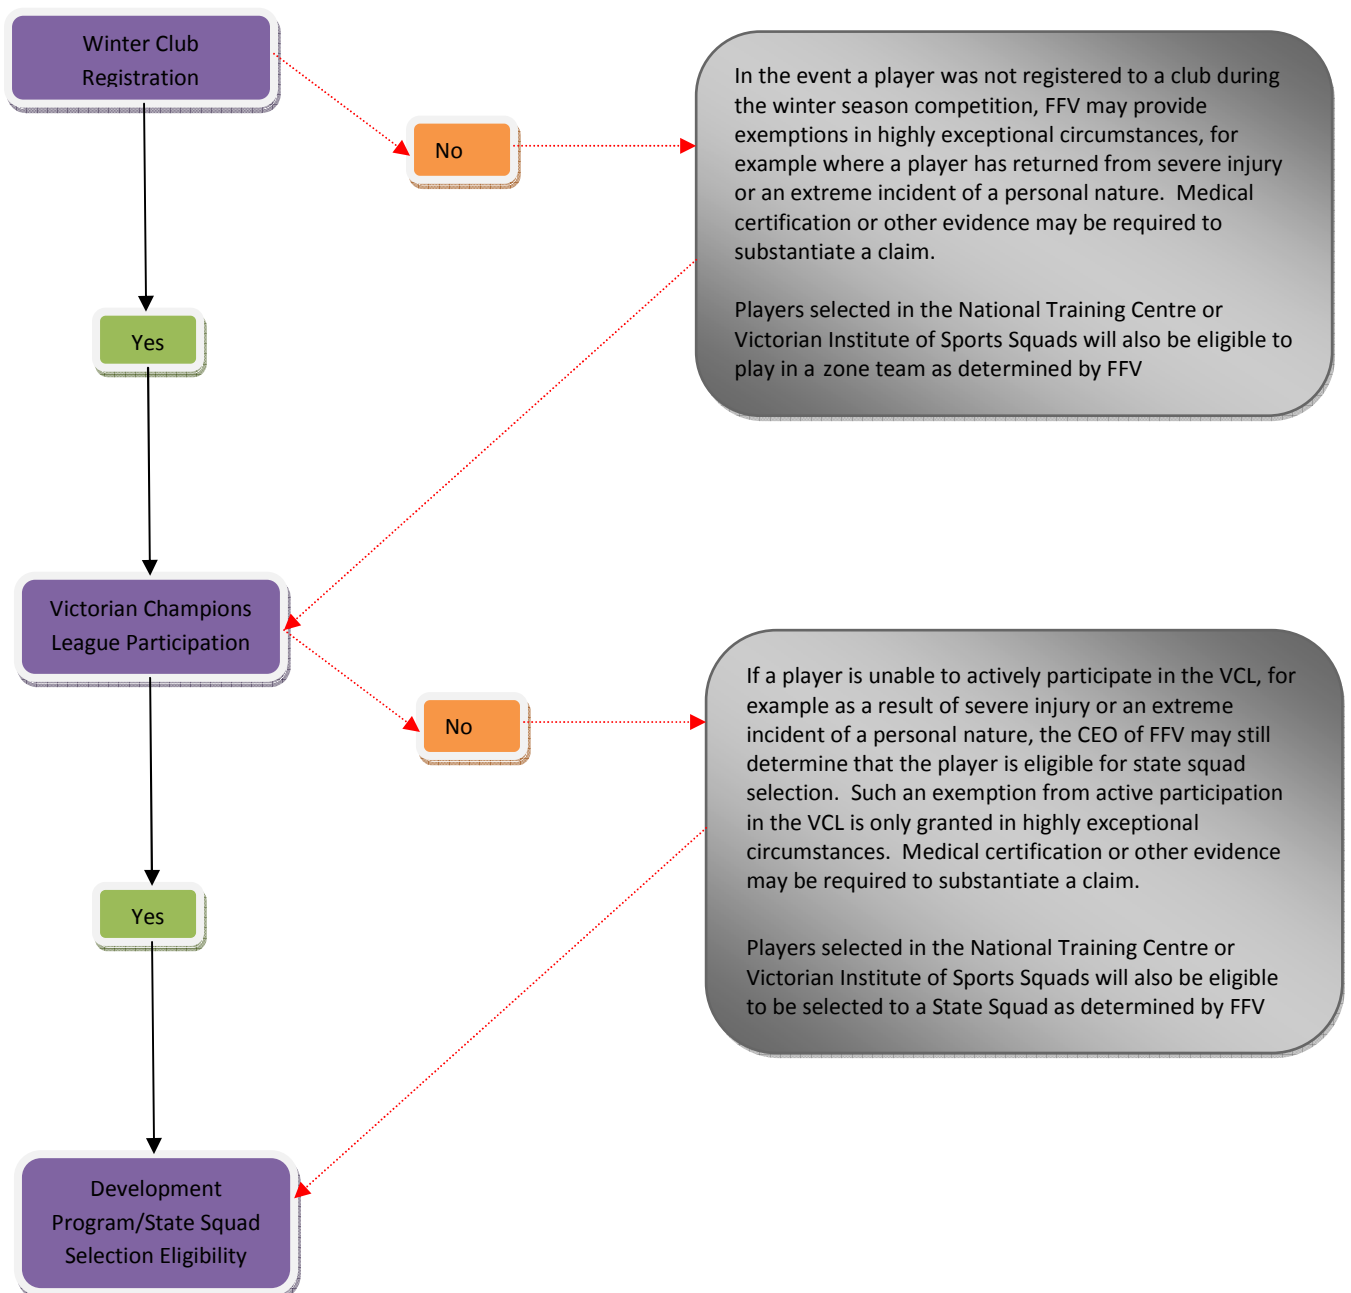 Winter Club
Registration
No
In the event a player was not registered to a club during
the winter season competition, FFV may provide
exemptions in highly exceptional circumstances, for
example where a player has returned from severe injury
or an extreme incident of a personal nature.  Medical
certification or other evidence may be required to
substantiate a claim.
Players selected in the National Training Centre or
Victorian Institute of Sports Squads will also be eligible to
play in a zone team as determined by FFV
Yes
Victorian Champions
League Participation
No
If a player is unable to actively participate in the VCL, for
example as a result of severe injury or an extreme
incident of a personal nature, the CEO of FFV may still
determine that the player is eligible for state squad
selection.  Such an exemption from active participation
in the VCL is only granted in highly exceptional
circumstances.  Medical certification or other evidence
may be required to substantiate a claim.
Players selected in the National Training Centre or
Victorian Institute of Sports Squads will also be eligible
to be selected to a State Squad as determined by FFV
Yes
Development
Program/State Squad
Selection Eligibility